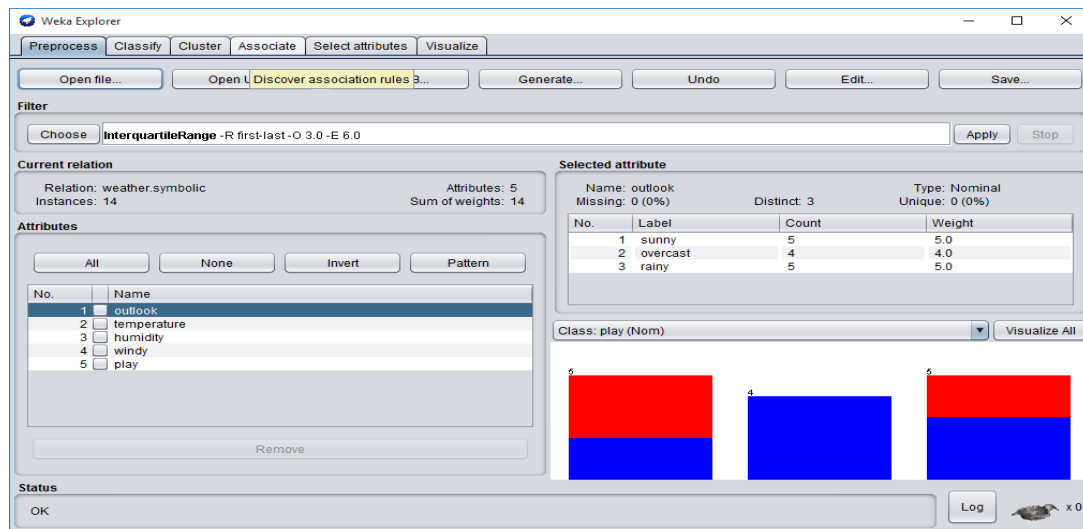 Weka Explorer
Preprocess Classify Cluster Associate Select attributes Visualize
Open file... Open Discover association rules ... Generate... Undo Edit... Save...
Filter
Choose InterquartileRange -R first-last -O 3.0 -E 6.0 Apply Stop
Current relation
Relation: weather.symbolic Attributes: 5
Instances: 14 Sum of weights: 14
Attributes
All None Invert Pattern
No. Name
1 outlook
2 temperature
3 humidity
4 windy
5 play
Remove
Selected attribute
Name: outlook Type: Nominal
Missing: 0 (0%) Distinct: 3 Unique: 0 (0%)
No. Label Count Weight
1 sunny 5 5.0
2 overcast 4 4.0
3 rainy 5 5.0
Class: play (Nom) Visualize All
5 4 5
Status
OK Log x 0